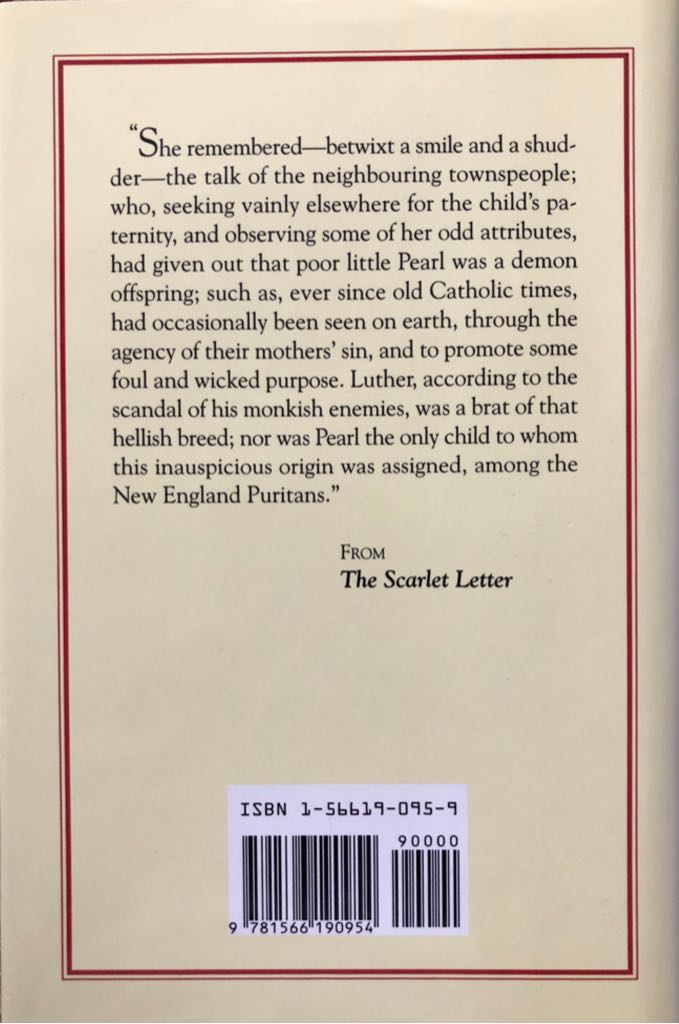 “She remembered—betwixt a smile and a shud-
der—the talk of the neighbouring townspeople;
who, seeking vainly elsewhere for the child’s pa-
ternity, and observing some of her odd attributes,
had given out that poor little Pearl was a demon
offspring; such as, ever since old Catholic times,
had occasionally been seen on earth, through the
agency of their mothers’ sin, and to promote some
foul and wicked purpose. Luther, according to the
scandal of his monkish enemies, was a brat of that
hellish breed; nor was Pearl the only child to whom
this inauspicious origin was assigned, among the
New England Puritans.”
FROM
The Scarlet Letter
ISBN 1-56619-095-9
90000
9 781566 190954